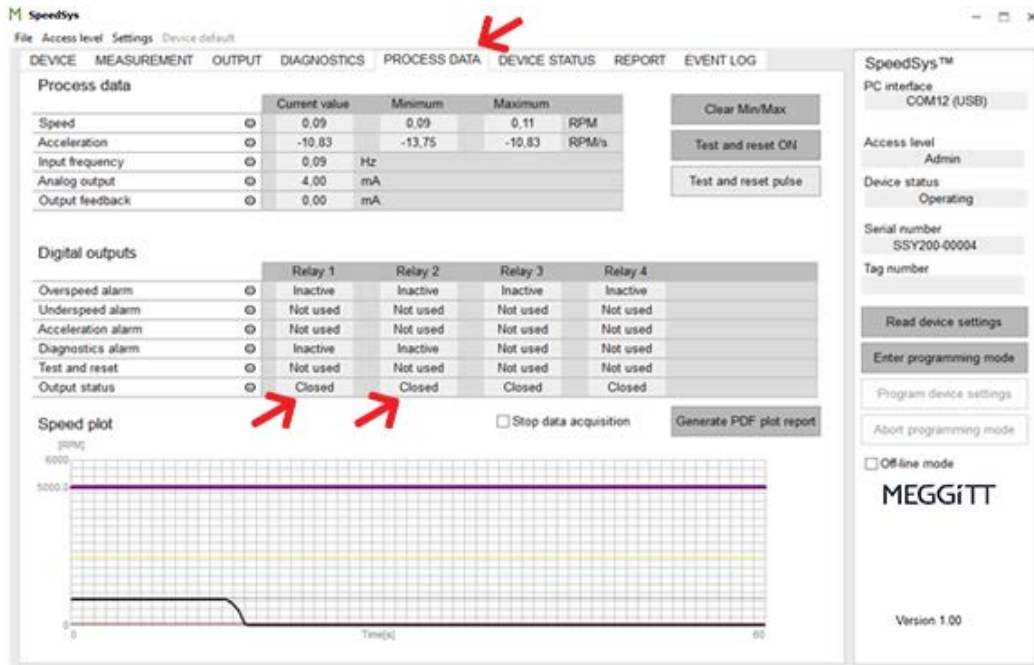 SpeedSys
File Access level Settings Device default
DEVICE MEASUREMENT OUTPUT DIAGNOSTICS PROCESS DATA DEVICE STATUS REPORT EVENT LOG
Process data
Current value Minimum Maximum
Speed 0,09 0,09 0,11 RPM
Acceleration -10,83 -13,75 -10,83 RPM/s
Input frequency 0,09 Hz
Analog output 4,00 mA
Output feedback 0,00 mA
Clear Min/Max
Test and reset ON
Test and reset pulse
Digital outputs
Relay 1 Relay 2 Relay 3 Relay 4
Overspeed alarm Inactive Inactive Inactive Inactive
Underspeed alarm Not used Not used Not used Not used
Acceleration alarm Not used Not used Not used Not used
Diagnostics alarm Inactive Inactive Not used Not used
Test and reset Not used Not used Not used Not used
Output status Closed Closed Closed Closed
Speed plot
Stop data acquisition
Generate PDF plot report
[RPM]
6000
5000.0
0
0 Time[s] 60
SpeedSys™
PC interface
COM12 (USB)
Access level
Admin
Device status
Operating
Serial number
SSY200-00004
Tag number
Read device settings
Enter programming mode
Program device settings
Abort programming mode
Off-line mode
MEGGiTT
Version 1.00